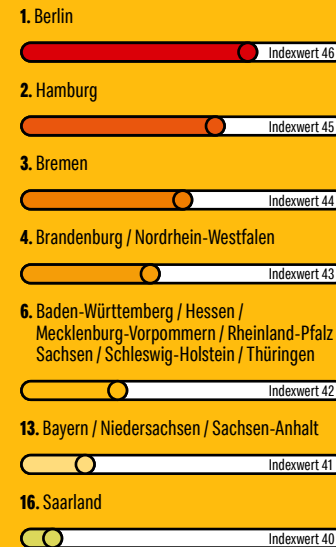 1. Berlin
Indexwert 46
2. Hamburg
Indexwert 45
3. Bremen
Indexwert 44
4. Brandenburg / Nordrhein-Westfalen
Indexwert 43
6. Baden-Württemberg / Hessen /
Mecklenburg-Vorpommern / Rheinland-Pfalz
Sachsen / Schleswig-Holstein / Thüringen
Indexwert 42
13. Bayern / Niedersachsen / Sachsen-Anhalt
Indexwert 41
16. Saarland
Indexwert 40